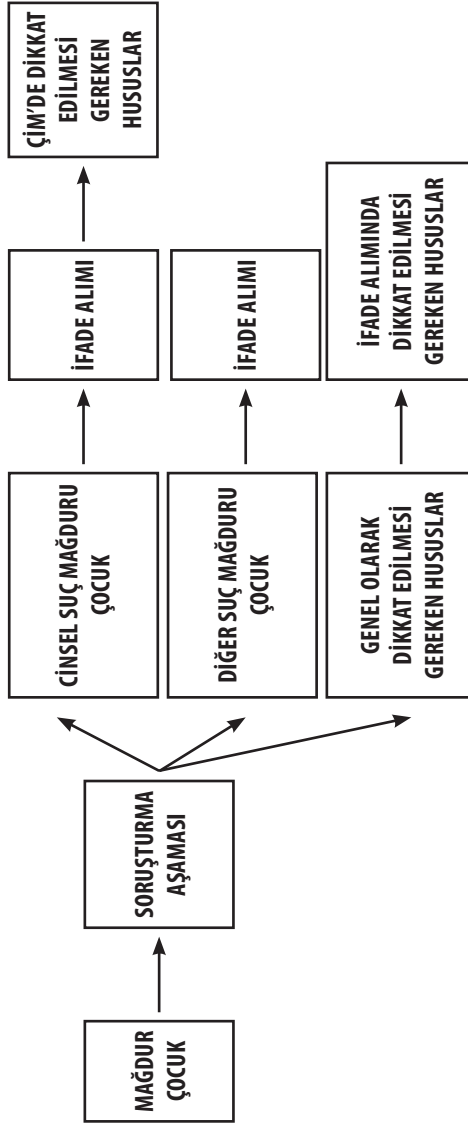 MAĞDUR
ÇOCUK
SORUŞTURMA
AŞAMASI
CİNSEL SUÇ MAĞDURU
ÇOCUK
İFADE ALIMI
ÇİM'DE DİKKAT
EDİLMESİ
GEREKEN
HUSUSLAR
DİĞER SUÇ MAĞDURU
ÇOCUK
İFADE ALIMI
GENEL OLARAK
DİKKAT EDİLMESİ
GEREKEN HUSUSLAR
İFADE ALIMINDA
DİKKAT EDİLMESİ
GEREKEN HUSUSLAR